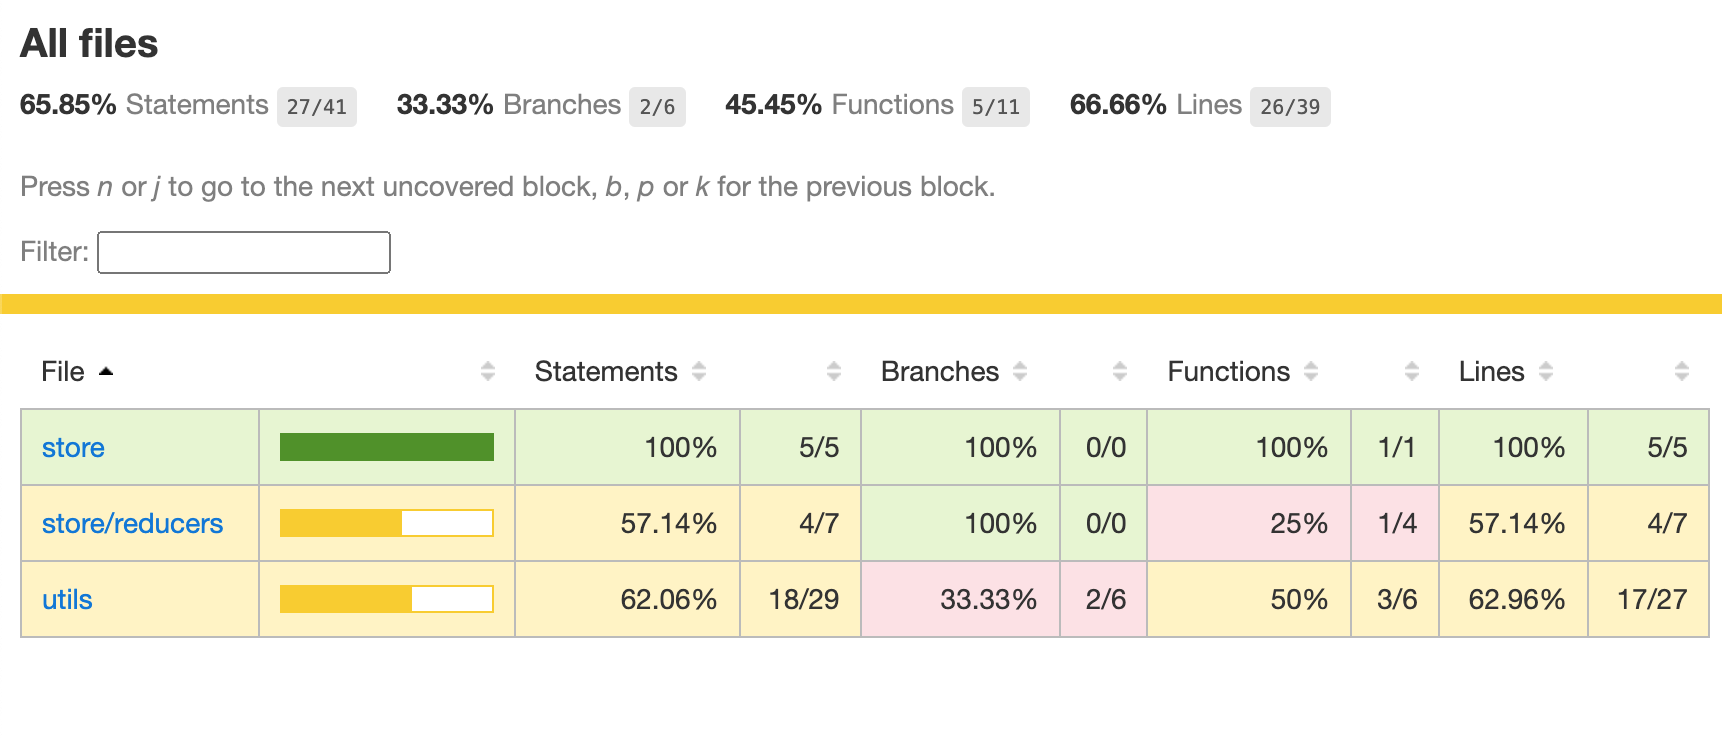 All files
65.85% Statements 27/41 33.33% Branches 2/6 45.45% Functions 5/11 66.66% Lines 26/39
Press n or j to go to the next uncovered block, b, p or k for the previous block.
Filter:
File Statements Branches Functions Lines
store 100% 5/5 100% 0/0 100% 1/1 100% 5/5
store/reducers 57.14% 4/7 100% 0/0 25% 1/4 57.14% 4/7
utils 62.06% 18/29 33.33% 2/6 50% 3/6 62.96% 17/27